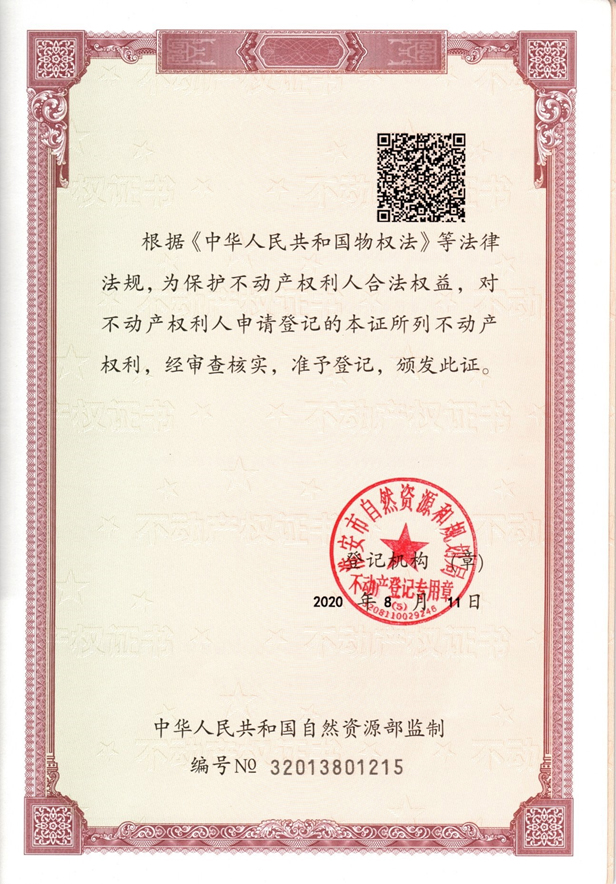 根据《中华人民共和国物权法》等法律
法规，为保护不动产权利人合法权益，对
不动产权利人申请登记的本证所列不动产
权利，经审查核实，准予登记，颁发此证。
淮安市自然资源和规划局
登记机构 (章)
不动产登记专用章
2020 年 8 月 11 日
(5)
中华人民共和国自然资源部监制
编号№ 32013801215